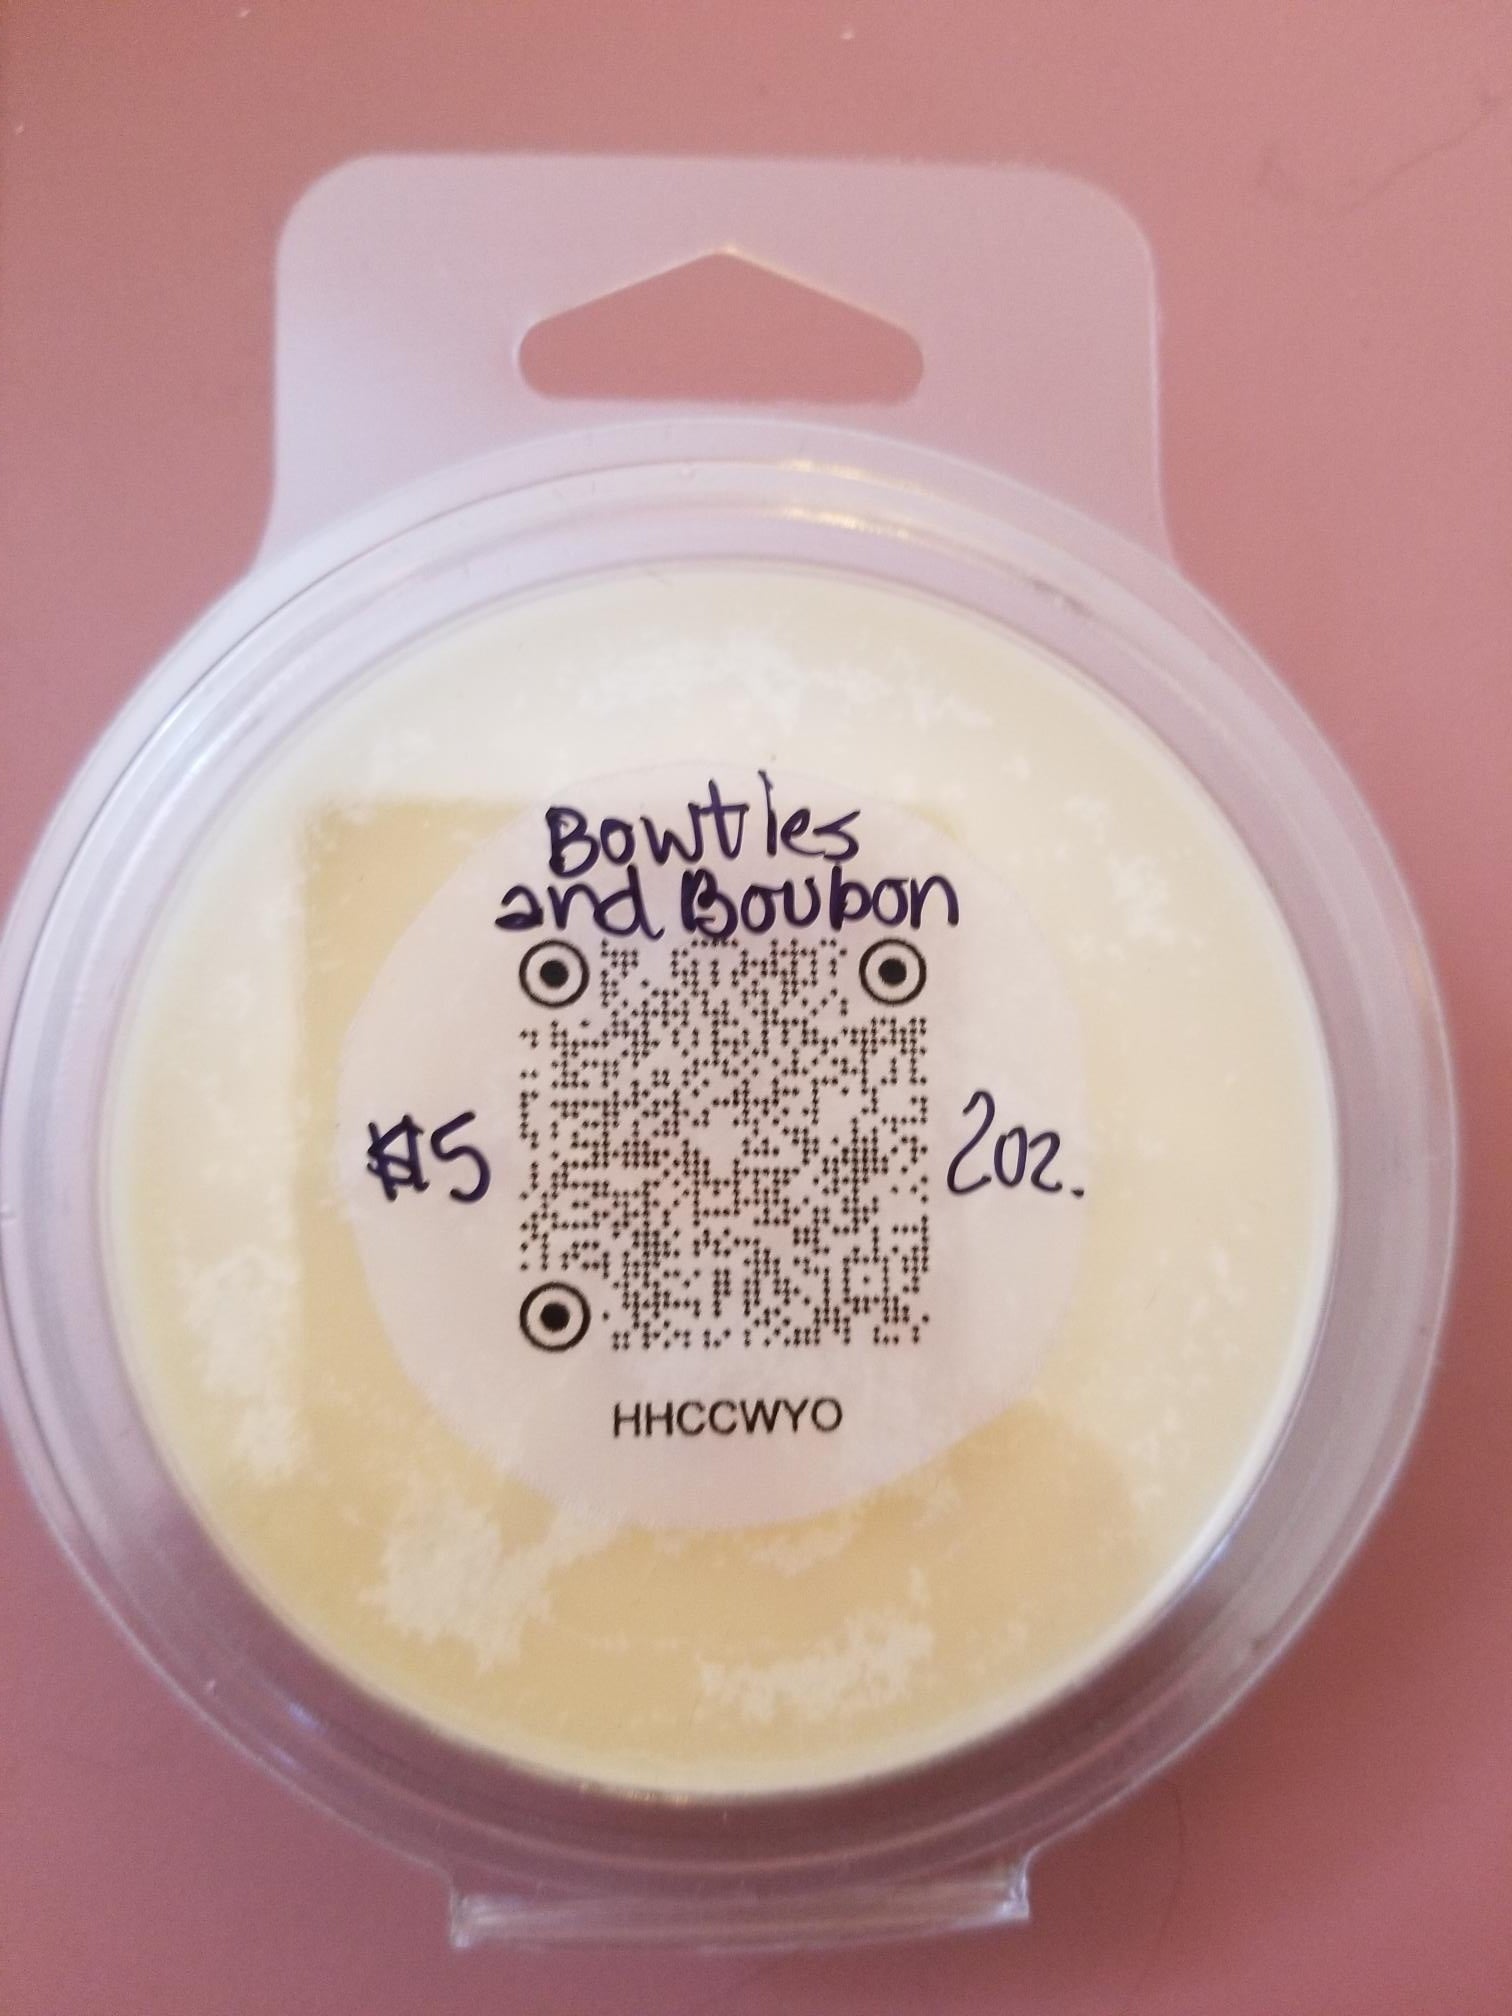 Bowties
and Boubon
$5
2oz.
HHCCWYO